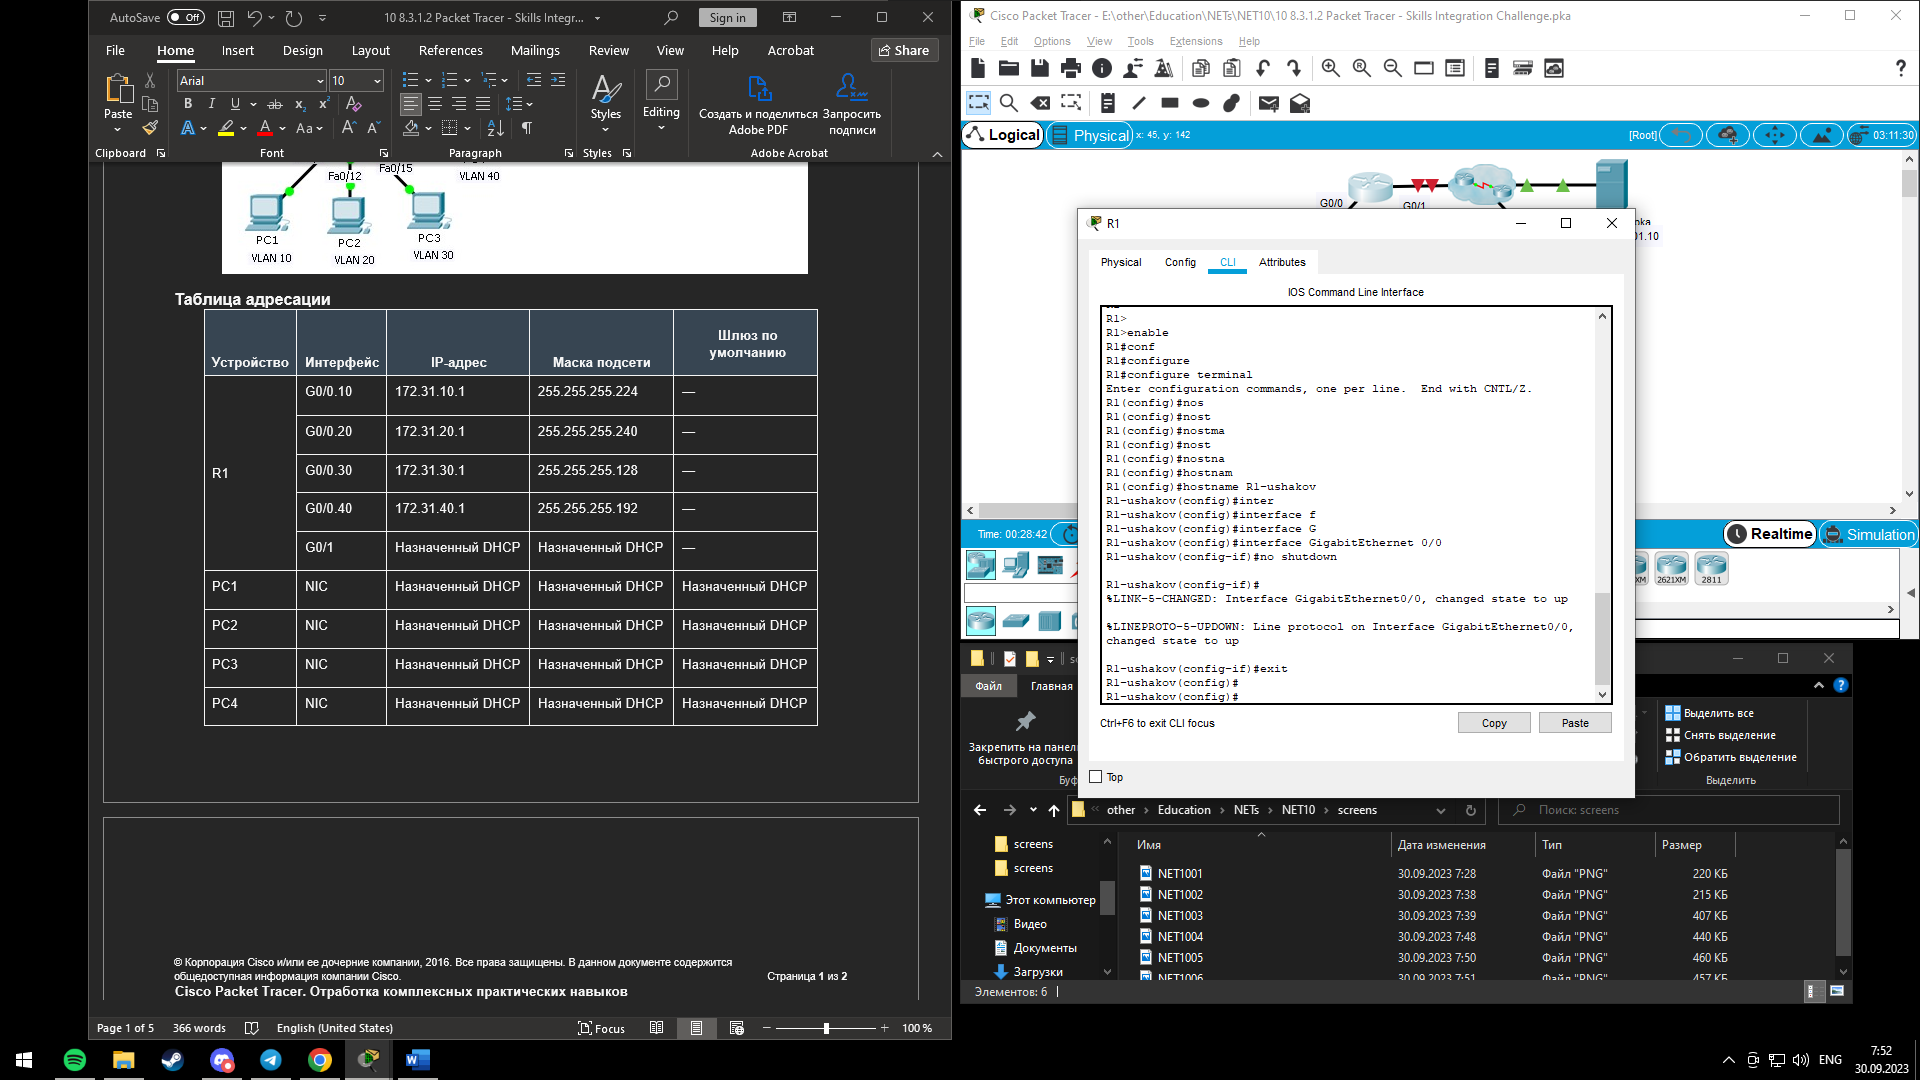 AutoSave
Off
10 8.3.1.2 Packet Tracer - Skills Integr...
Sign in
File
Home
Insert
Design
Layout
References
Mailings
Review
View
Help
Acrobat
Share
Paste
Clipboard
Arial
10
Font
Paragraph
Styles
Styles
Editing
Создать и поделиться
Adobe PDF
Запросить
подписи
Adobe Acrobat
Fa0/12
Fa0/15
VLAN 40
PC1
PC2
PC3
VLAN 10
VLAN 20
VLAN 30
Таблица адресации
Устройство
Интерфейс
IP-адрес
Маска подсети
Шлюз по
умолчанию
R1
G0/0.10
172.31.10.1
255.255.255.224
—
G0/0.20
172.31.20.1
255.255.255.240
—
G0/0.30
172.31.30.1
255.255.255.128
—
G0/0.40
172.31.40.1
255.255.255.192
—
G0/1
Назначенный DHCP
Назначенный DHCP
—
PC1
NIC
Назначенный DHCP
Назначенный DHCP
Назначенный DHCP
PC2
NIC
Назначенный DHCP
Назначенный DHCP
Назначенный DHCP
PC3
NIC
Назначенный DHCP
Назначенный DHCP
Назначенный DHCP
PC4
NIC
Назначенный DHCP
Назначенный DHCP
Назначенный DHCP
© Корпорация Cisco и/или ее дочерние компании, 2016. Все права защищены. В данном документе содержится
общедоступная информация компании Cisco.
Страница 1 из 2
Cisco Packet Tracer. Отработка комплексных практических навыков
Page 1 of 5
366 words
English (United States)
Focus
100 %
Cisco Packet Tracer - E:\other\Education\NETs\NET10\10 8.3.1.2 Packet Tracer - Skills Integration Challenge.pka
File
Edit
Options
View
Tools
Extensions
Help
Logical
Physical
x: 45, y: 142
[Root]
03:11:30
G0/0
G0/1
Time: 00:28:42
Realtime
Simulation
2621XM
2811
R1
Physical
Config
CLI
Attributes
IOS Command Line Interface
R1>
R1>enable
R1#conf
R1#configure
R1#configure terminal
Enter configuration commands, one per line.  End with CNTL/Z.
R1(config)#nos
R1(config)#nost
R1(config)#nostma
R1(config)#nost
R1(config)#nostna
R1(config)#hostnam
R1(config)#hostname R1-ushakov
R1-ushakov(config)#inter
R1-ushakov(config)#interface f
R1-ushakov(config)#interface G
R1-ushakov(config)#interface GigabitEthernet 0/0
R1-ushakov(config-if)#no shutdown
R1-ushakov(config-if)#
%LINK-5-CHANGED: Interface GigabitEthernet0/0, changed state to up
%LINEPROTO-5-UPDOWN: Line protocol on Interface GigabitEthernet0/0,
changed state to up
R1-ushakov(config-if)#exit
R1-ushakov(config)#
R1-ushakov(config)#
Ctrl+F6 to exit CLI focus
Copy
Paste
Top
Файл
Главная
Закрепить на панел
быстрого доступа
Буф
Выделить все
Снять выделение
Обратить выделение
Выделить
other
Education
NETs
NET10
screens
Поиск: screens
screens
screens
Этот компьютер
Видео
Документы
Загрузки
Имя
Дата изменения
Тип
Размер
NET1001
30.09.2023 7:28
Файл "PNG"
220 КБ
NET1002
30.09.2023 7:38
Файл "PNG"
215 КБ
NET1003
30.09.2023 7:39
Файл "PNG"
407 КБ
NET1004
30.09.2023 7:48
Файл "PNG"
440 КБ
NET1005
30.09.2023 7:50
Файл "PNG"
460 КБ
NET1006
30.09.2023 7:51
Файл "PNG"
457 КБ
Элементов: 6
ENG
7:52
30.09.2023